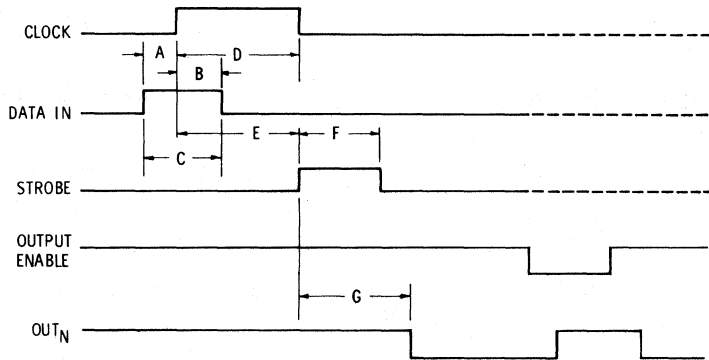 CLOCK
A
D
B
DATA IN
E
F
C
STROBE
OUTPUT
ENABLE
G
OUTN